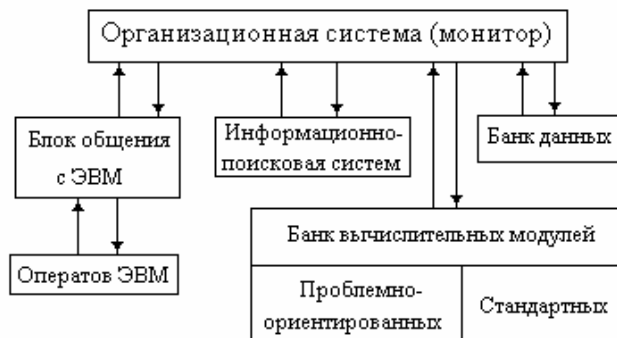 Организационная система (монитор)
Блок общения
с ЭВМ
Информационно-
поисковая систем
Банк данных
Оператов ЭВМ
Банк вычислительных модулей
Проблемно-
ориентированных
Стандартных